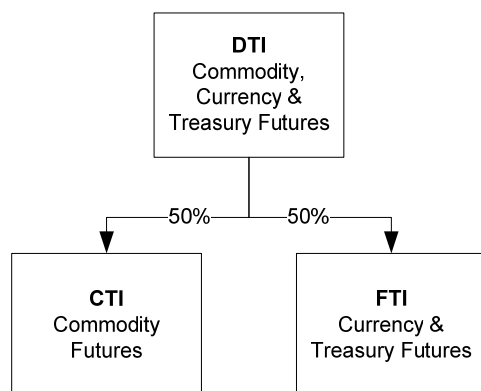 DTI
Commodity,
Currency &
Treasury Futures
50%
50%
CTI
Commodity
Futures
FTI
Currency &
Treasury Futures